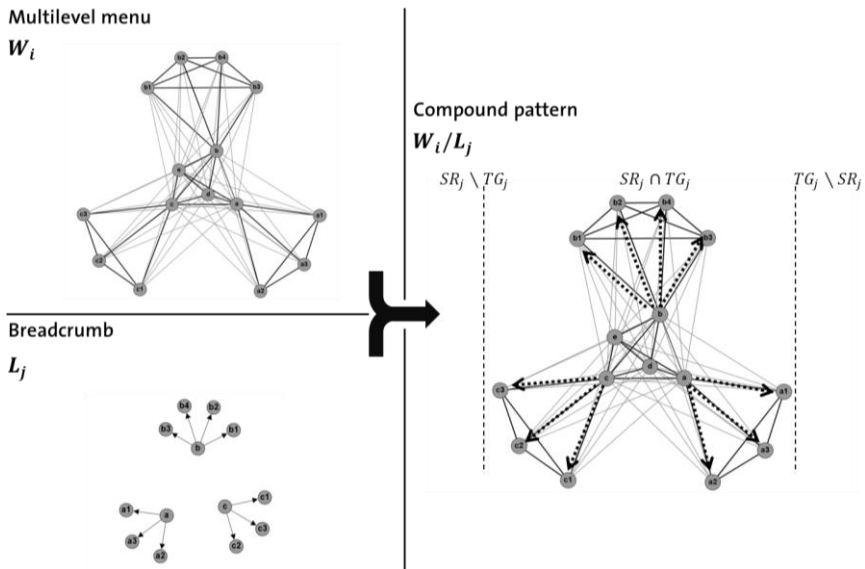 Multilevel menu
W_i
b2 b4
b1 b3
b
e
d
c a
c3 a1
c2 a3
c1 a2
Breadcrumb
L_j
b4 b2
b3 b1
b
c1
a1 a c
a3 c3
a2 c2
Compound pattern
W_i/L_j
SR_j \ TG_j SR_j ∩ TG_j TG_j \ SR_j
b2 b4
b1 b3
b
e
d
c a
c3 a1
c2 a3
c1 a2